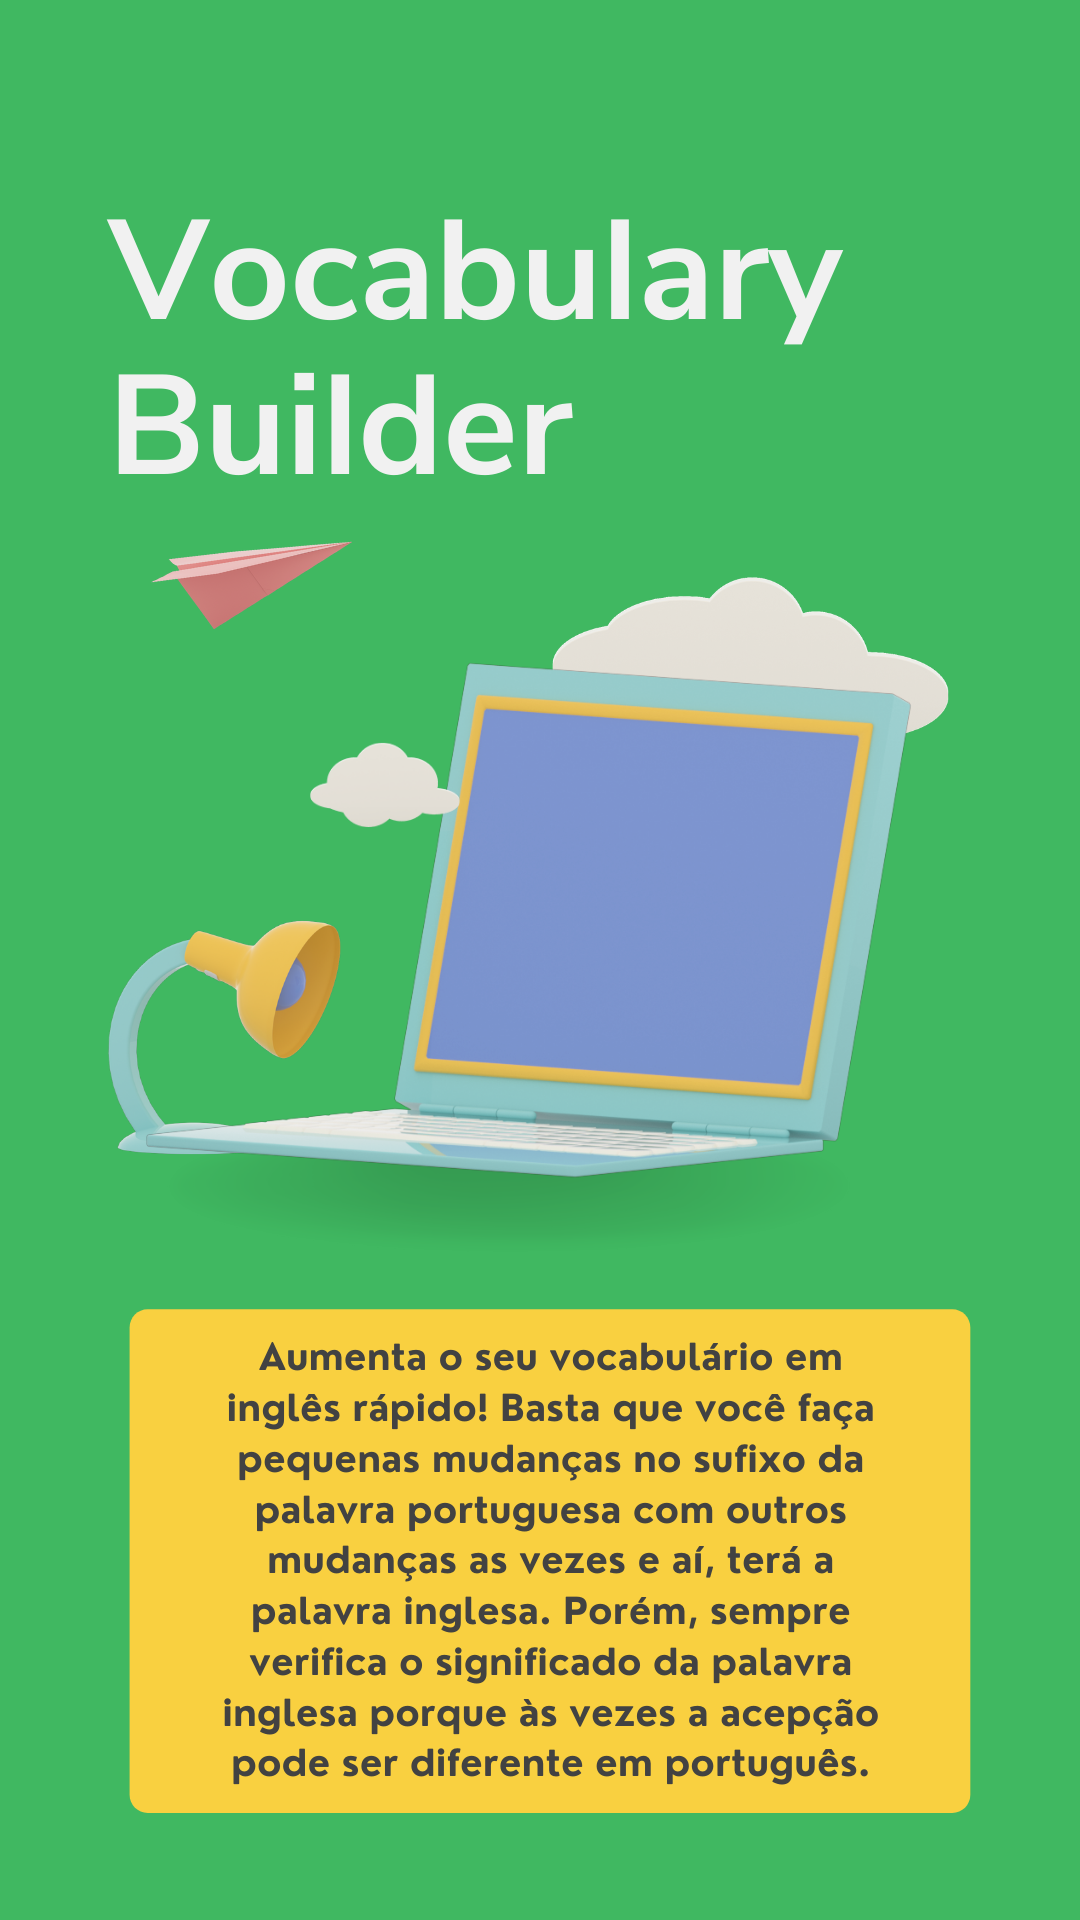 Vocabulary
Builder
Aumenta o seu vocabulário em
inglês rápido! Basta que você faça
pequenas mudanças no sufixo da
palavra portuguesa com outros
mudanças as vezes e aí, terá a
palavra inglesa. Porém, sempre
verifica o significado da palavra
inglesa porque às vezes a acepção
pode ser diferente em português.